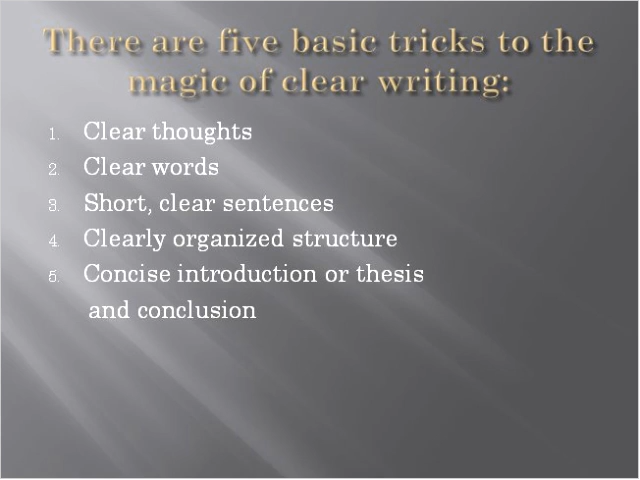 There are five basic tricks to the
magic of clear writing:
1. Clear thoughts
2. Clear words
3. Short, clear sentences
4. Clearly organized structure
5. Concise introduction or thesis
and conclusion